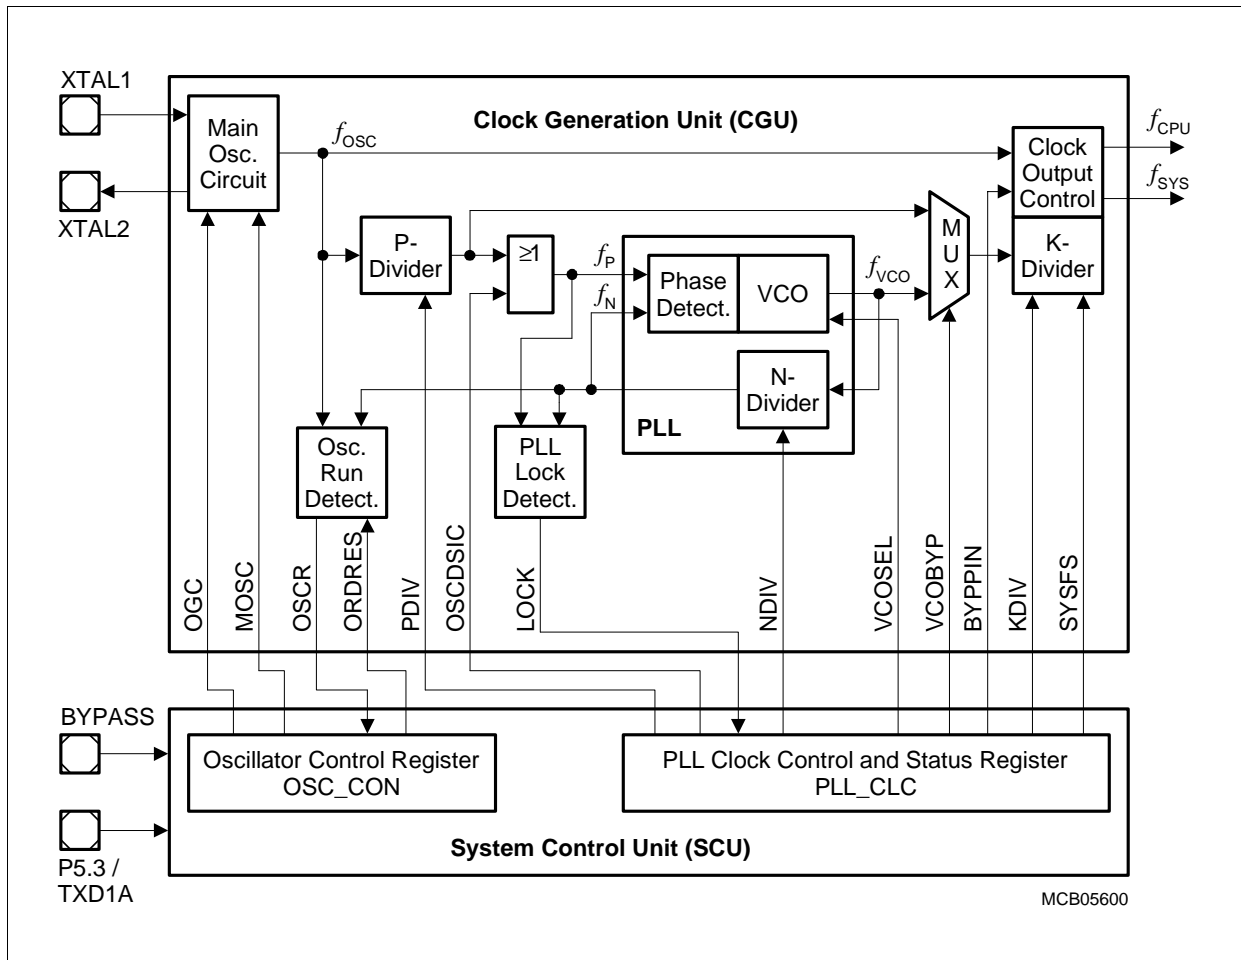 XTAL1
XTAL2
Clock Generation Unit (CGU)
Main
Osc.
Circuit
fOSC
fCPU
fSYS
Clock
Output
Control
P-
Divider
≥1
fP
fN
Phase
Detect.
VCO
fVCO
MUX
K-
Divider
N-
Divider
PLL
Osc.
Run
Detect.
PLL
Lock
Detect.
OGC
MOSC
OSCR
ORDRES
PDIV
OSCDSIC
LOCK
NDIV
VCOSEL
VCOBYP
BYPPIN
KDIV
SYSFS
BYPASS
Oscillator Control Register
OSC_CON
PLL Clock Control and Status Register
PLL_CLC
P5.3 /
TXD1A
System Control Unit (SCU)
MCB05600